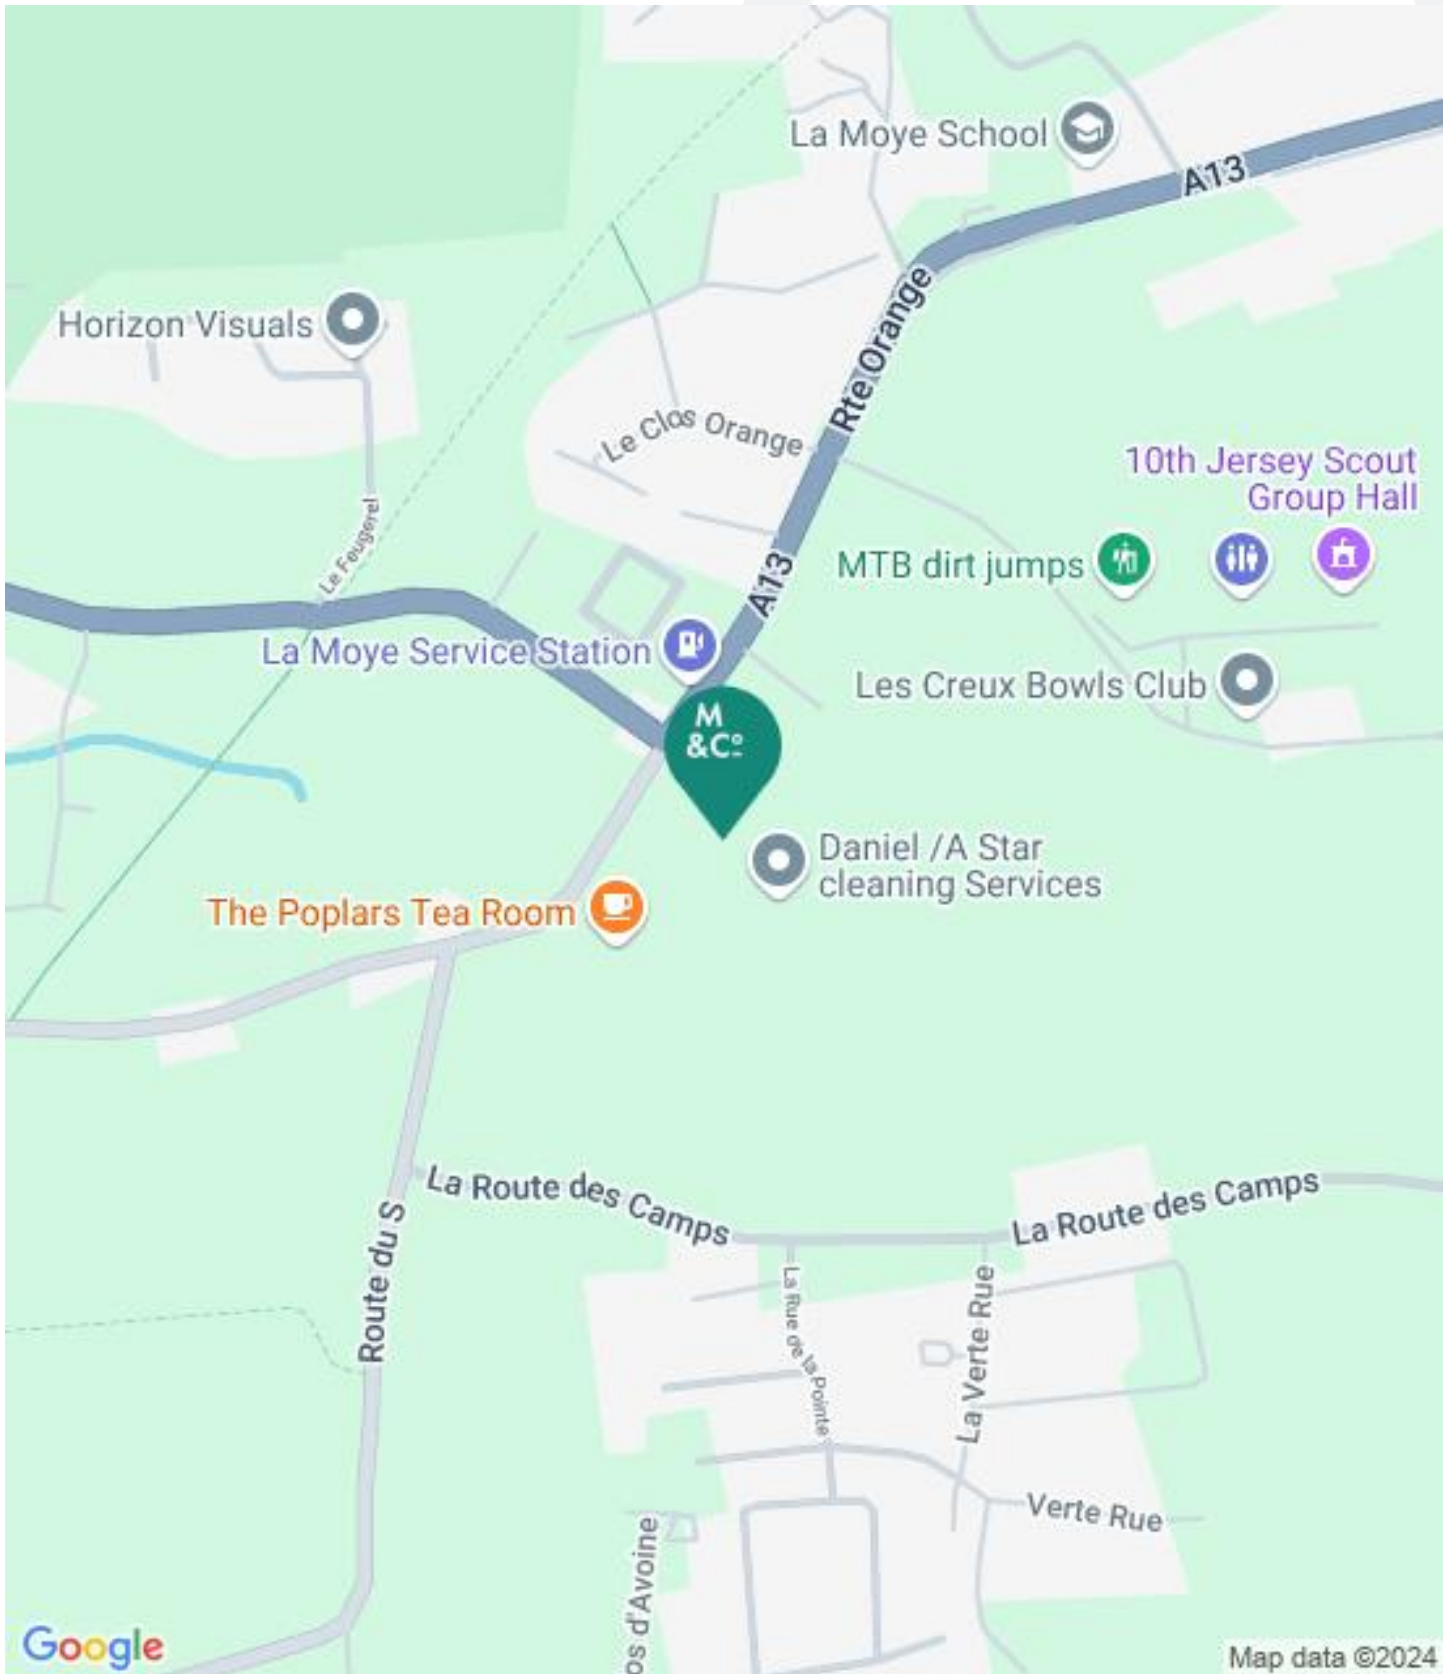 La Moye School
A13
Horizon Visuals
Rte Orange
Le Clos Orange
10th Jersey Scout
Group Hall
Le Feugerel
MTB dirt jumps
A13
La Moye Service Station
Les Creux Bowls Club
M
&Cº
Daniel /A Star
cleaning Services
The Poplars Tea Room
La Route des Camps
La Route des Camps
Route du S
La Rue de la Pointe
La Verte Rue
Verte Rue
os d'Avoine
Google
Map data ©2024